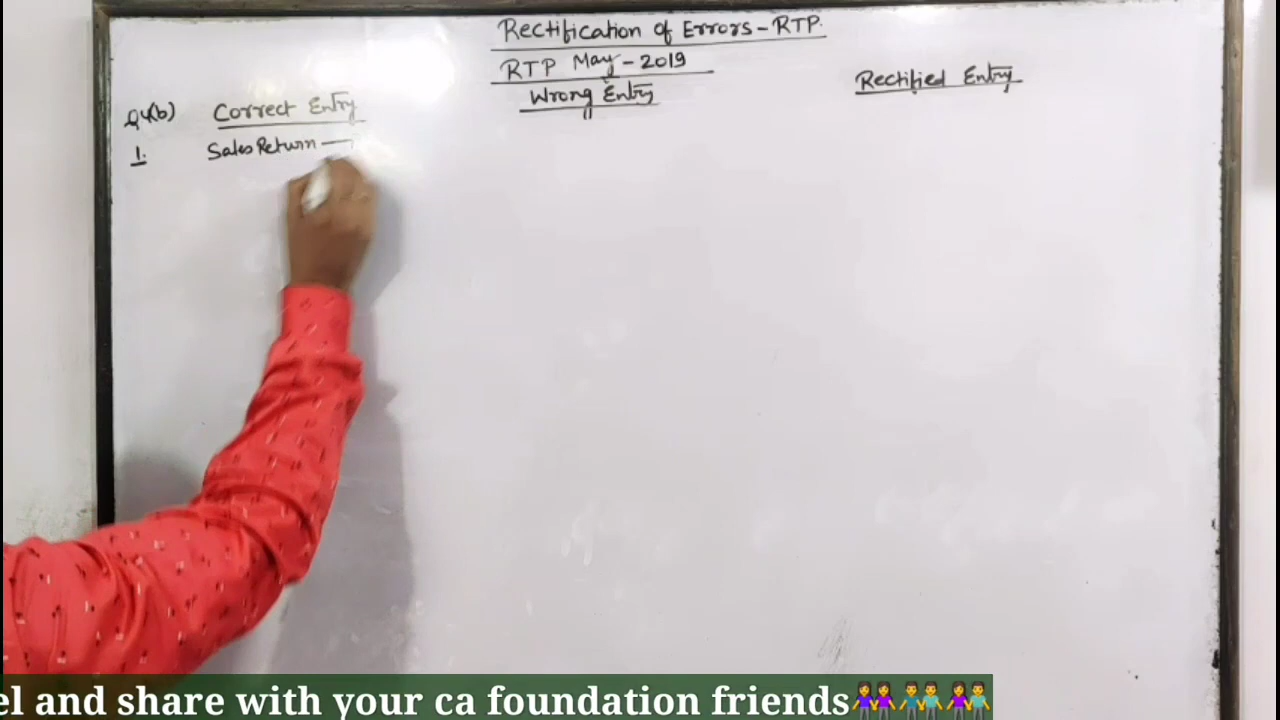 Rectification of Errors - RTP.
RTP May - 2019
Q4(b) Correct Entry Wrong Entry Rectified Entry
1. Sales Return —
el and share with your ca foundation friends👭👬👭👬